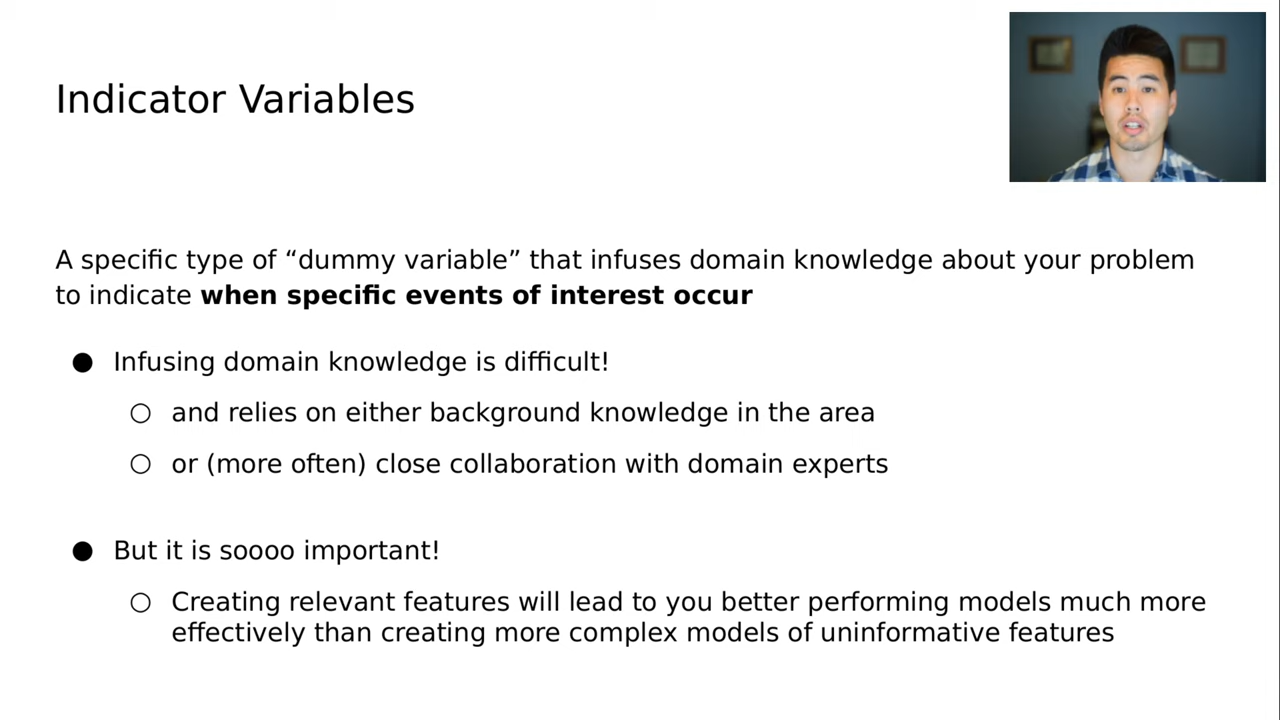 Indicator Variables
A specific type of “dummy variable” that infuses domain knowledge about your problem
to indicate when specific events of interest occur
● Infusing domain knowledge is difficult!
○ and relies on either background knowledge in the area
○ or (more often) close collaboration with domain experts
● But it is soooo important!
○ Creating relevant features will lead to you better performing models much more
effectively than creating more complex models of uninformative features